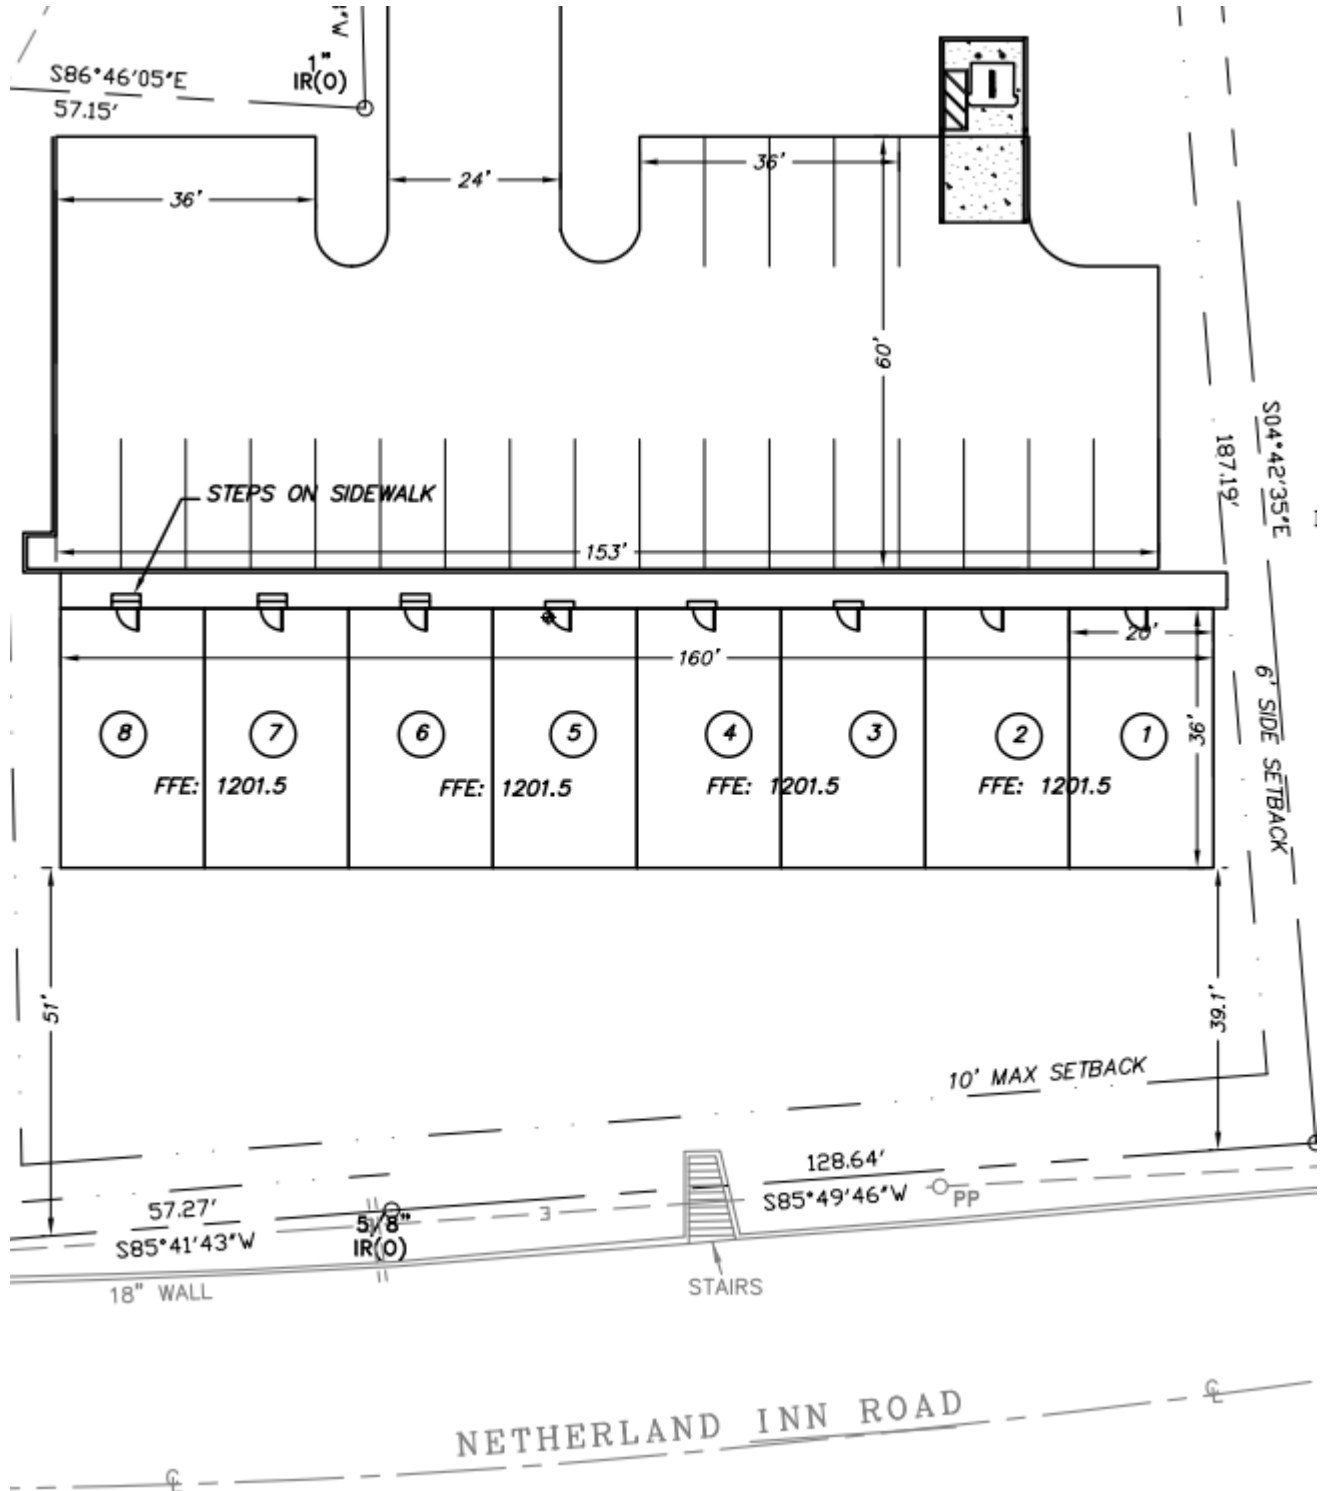 S86°46'05"E
57.15'
1"
IR(O)
"W
36'
24'
36'
60'
S04°42'35"E
187.19'
STEPS ON SIDEWALK
153'
20'
160'
6' SIDE SETBACK
8
7
6
5
4
3
2
1
36'
FFE: 1201.5
FFE: 1201.5
FFE: 1201.5
FFE: 1201.5
51'
39.1'
10' MAX SETBACK
128.64'
S85°49'46"W
PP
57.27'
S85°41'43"W
5/8"
IR(O)
3
18" WALL
STAIRS
NETHERLAND INN ROAD